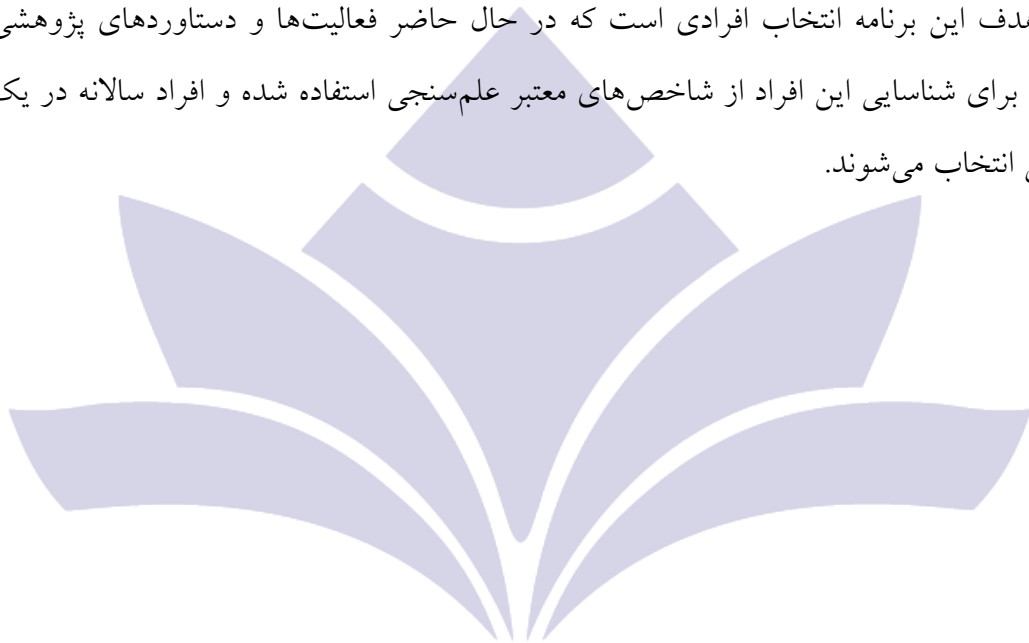 هدف این برنامه انتخاب افرادی است که در حال حاضر فعالیت‌ها و دستاوردهای پژوهشی
برای شناسایی این افراد از شاخص‌های معتبر علم‌سنجی استفاده شده و افراد سالانه در یک
انتخاب می‌شوند.